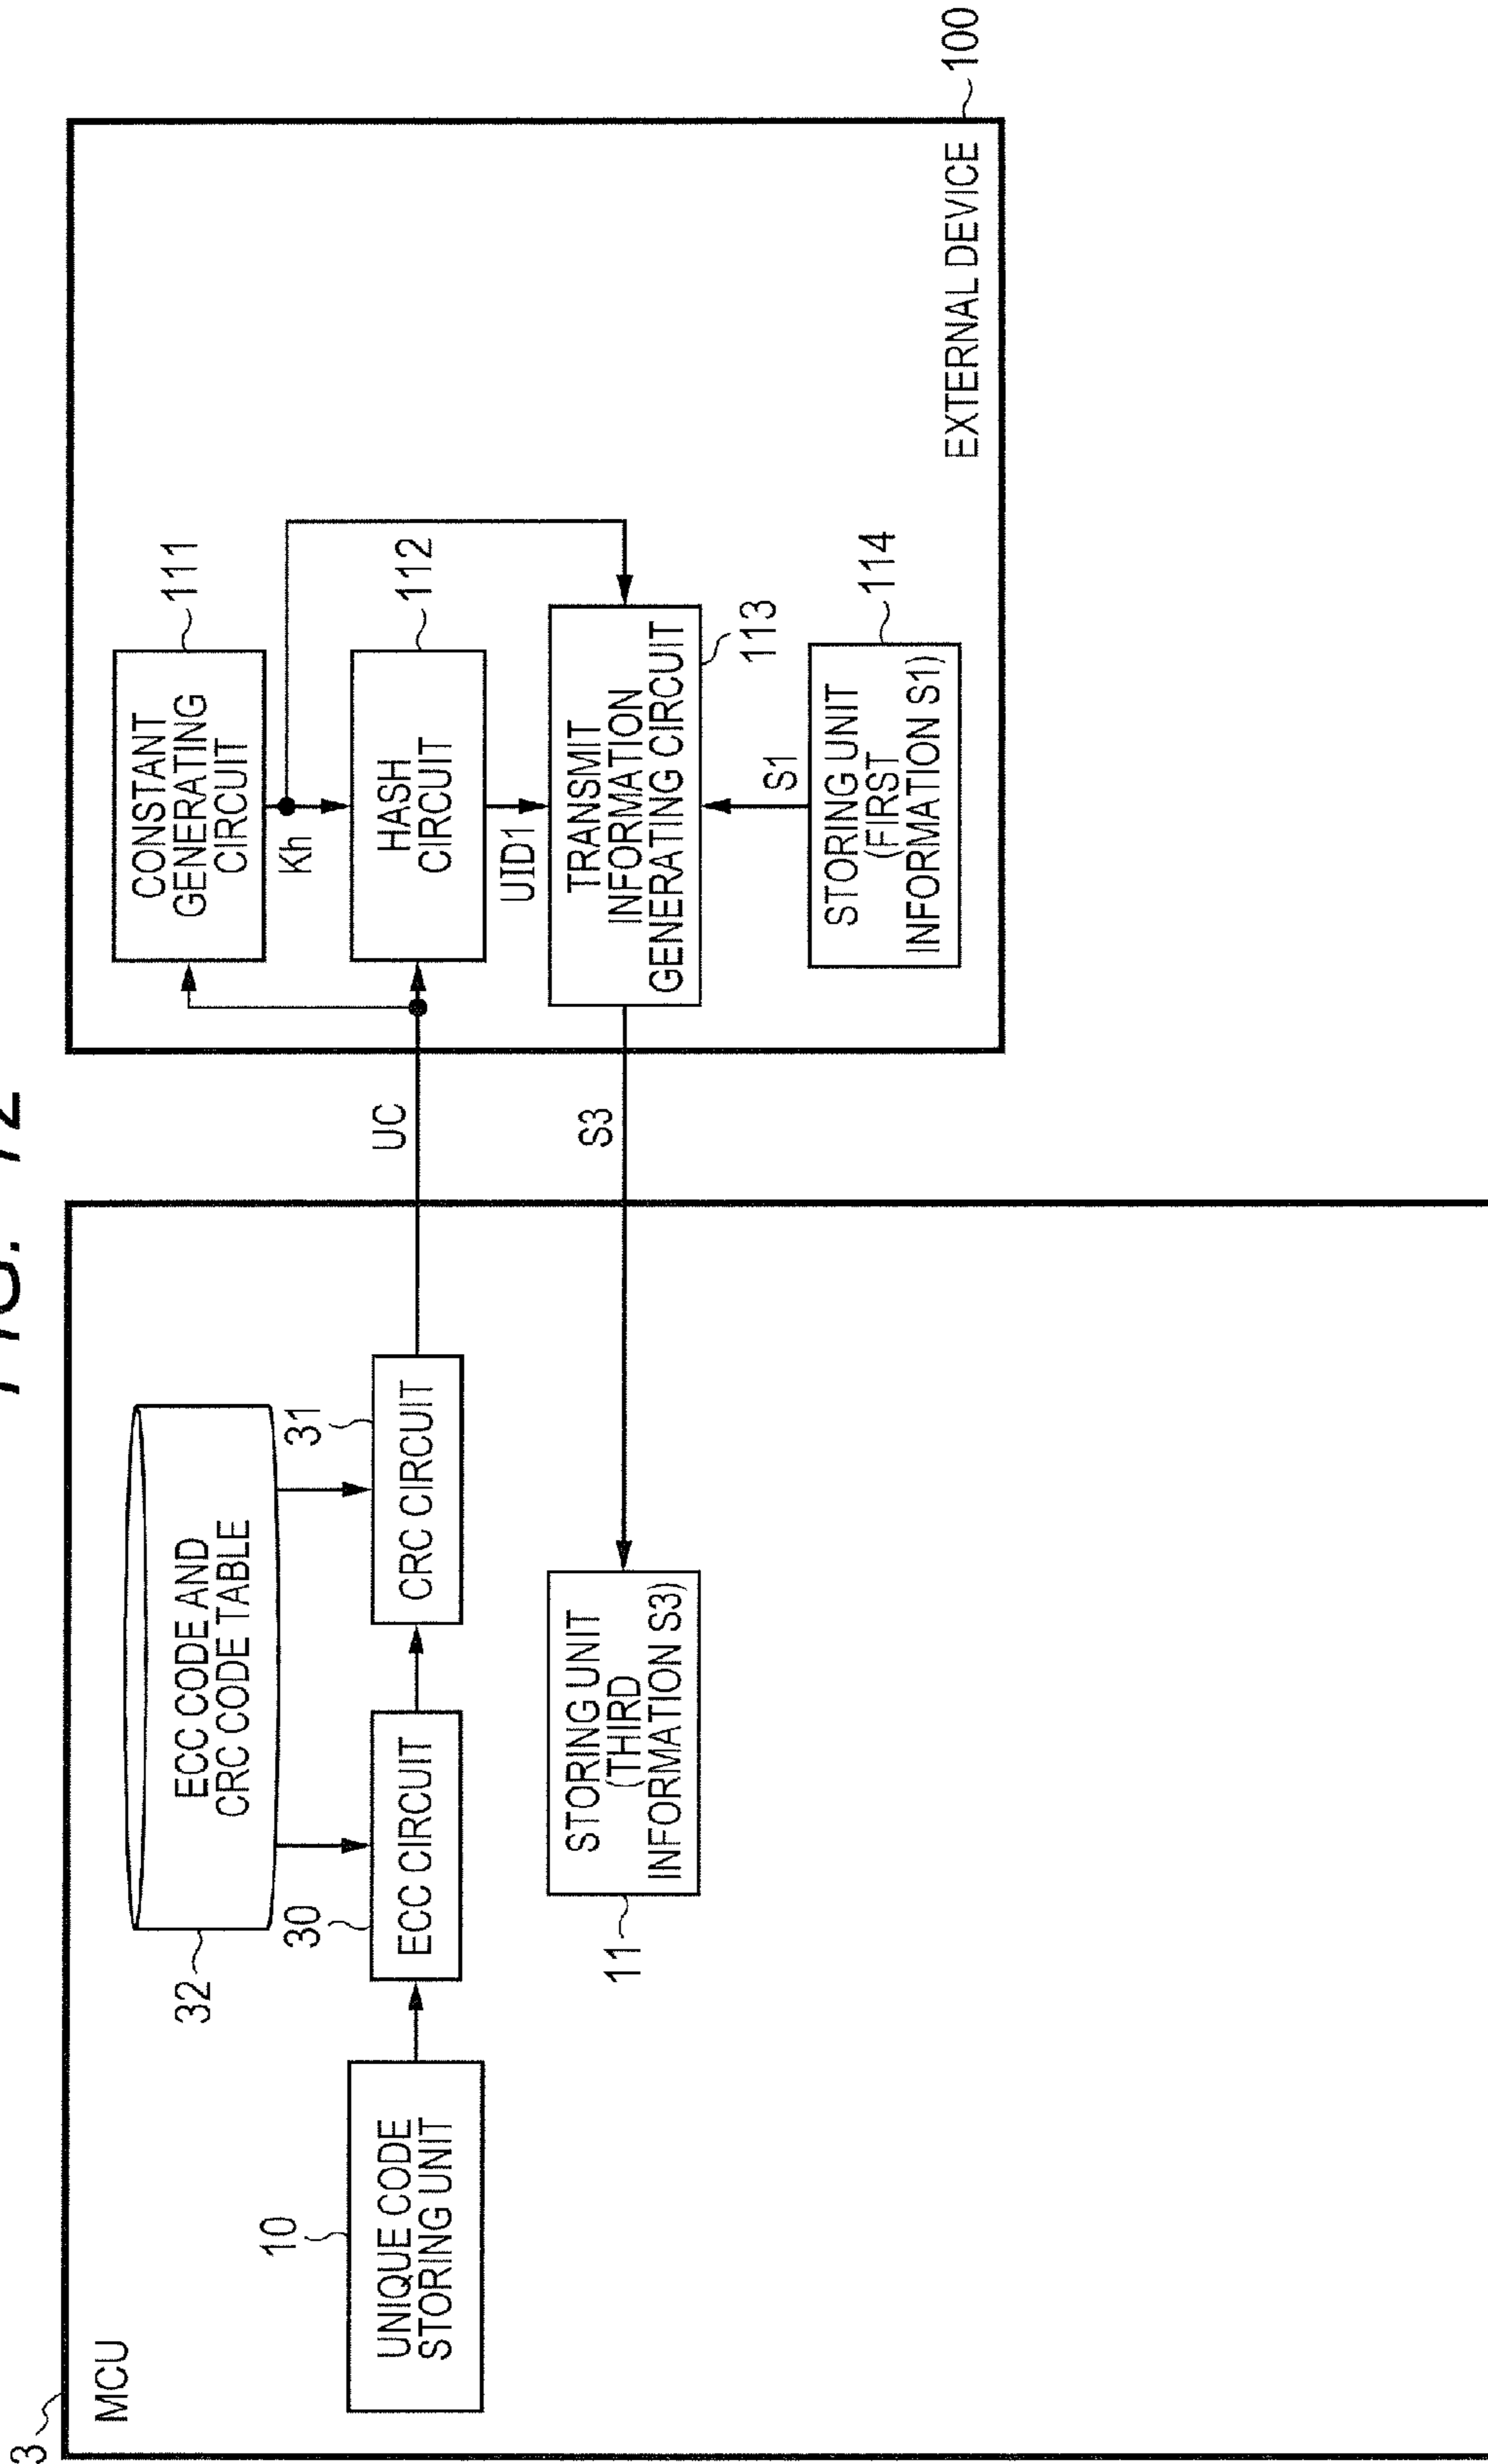 FIG. 12
3
MCU
10
UNIQUE CODE
STORING UNIT
32
ECC CODE AND
CRC CODE TABLE
30
ECC CIRCUIT
31
CRC CIRCUIT
11
STORING UNIT
(THIRD
INFORMATION S3)
UC
S3
100
EXTERNAL DEVICE
111
CONSTANT
GENERATING
CIRCUIT
Kh
112
HASH
CIRCUIT
UID1
113
TRANSMIT
INFORMATION
GENERATING CIRCUIT
S1
114
STORING UNIT
(FIRST
INFORMATION S1)